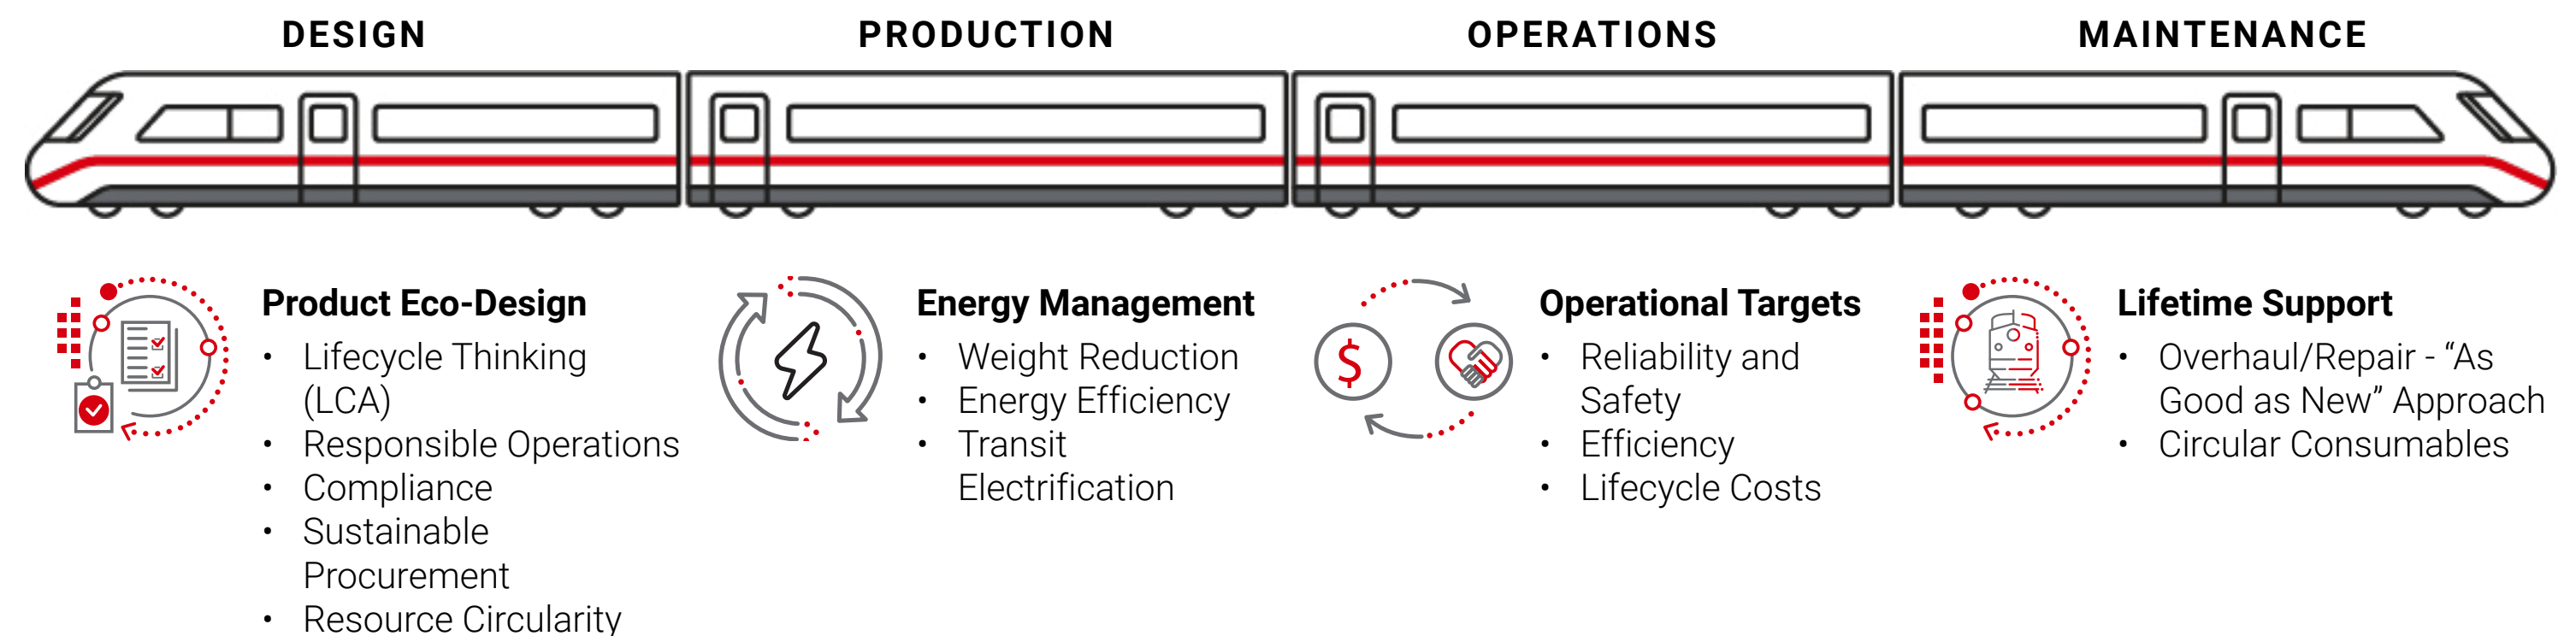 DESIGN
PRODUCTION
OPERATIONS
MAINTENANCE
Product Eco-Design
• Lifecycle Thinking
(LCA)
• Responsible Operations
• Compliance
• Sustainable
Procurement
• Resource Circularity
Energy Management
• Weight Reduction
• Energy Efficiency
• Transit
Electrification
$
Operational Targets
• Reliability and
Safety
• Efficiency
• Lifecycle Costs
Lifetime Support
• Overhaul/Repair - “As
Good as New” Approach
• Circular Consumables